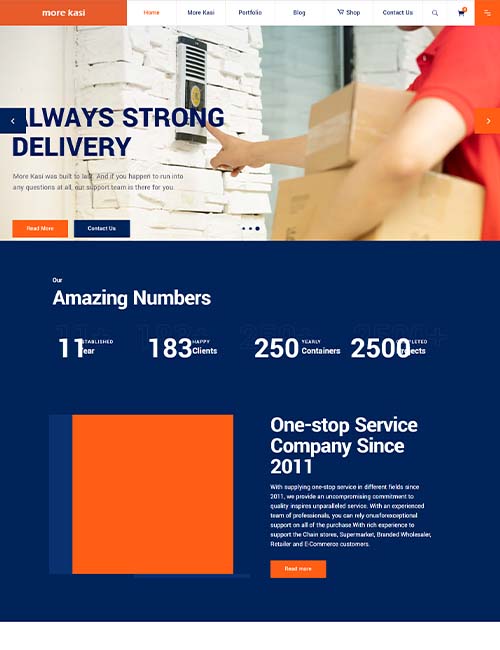 more kasi
Home
More Kasi
Portfolio
Blog
Shop
Contact Us
ALWAYS STRONG
DELIVERY
More Kasi was built to last. And if you happen to run into
any questions at all, our support team is there for you.
Read More
Contact Us
Our
Amazing Numbers
11
ESTABLISHED
Year
183
HAPPY
Clients
250
YEARLY
Containers
2500
COMPLETED
Projects
One-stop Service
Company Since
2011
With supplying one-stop service in different fields since
2011, we provide an uncompromising commitment to
quality inspires unparalleled service. With an experienced
team of professionals, you can rely onusforexceptional
support on all of the purchase.With rich experience to
support the Chain stores, Supermarket, Branded Wholesaler,
Retailer and E-Commerce customers.
Read more